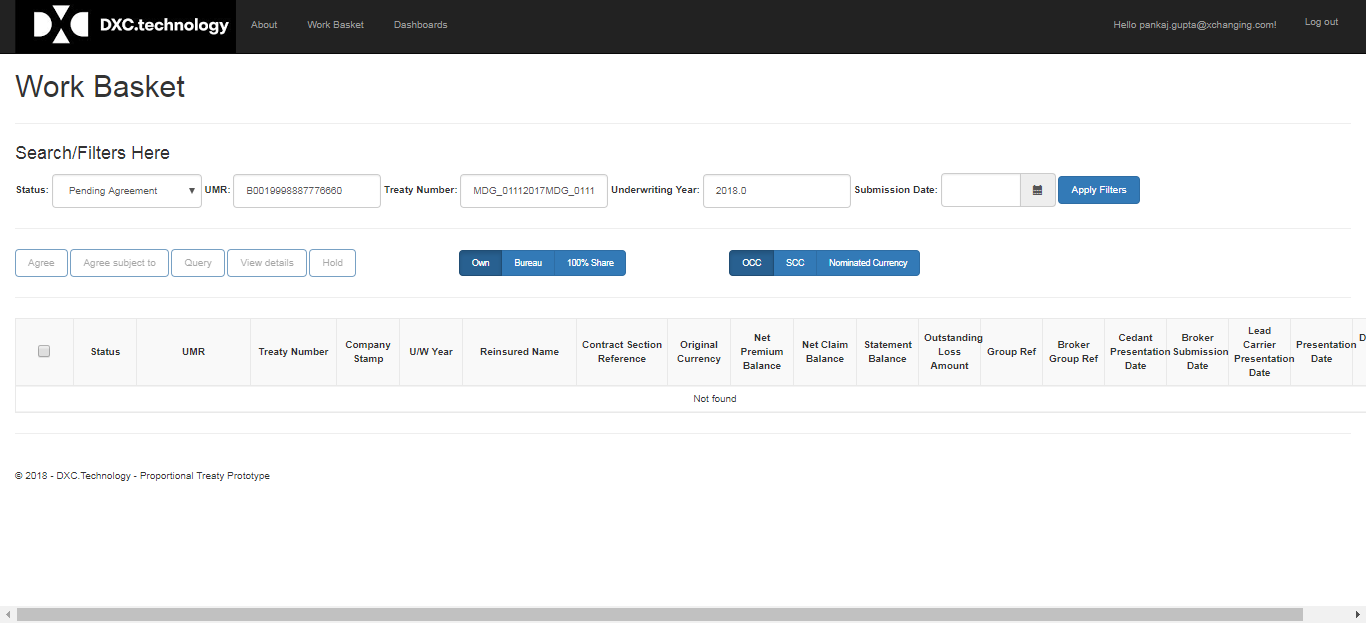 DXC.technology About Work Basket Dashboards Hello pankaj.gupta@xchanging.com! Log out
Work Basket
Search/Filters Here
Status: Pending Agreement UMR: B0019998887776660 Treaty Number: MDG_01112017MDG_0111 Underwriting Year: 2018.0 Submission Date: Apply Filters
Agree Agree subject to Query View details Hold Own Bureau 100% Share OCC SCC Nominated Currency
Status
UMR
Treaty Number
Company
Stamp
U/W Year
Reinsured Name
Contract Section
Reference
Original
Currency
Net
Premium
Balance
Net Claim
Balance
Statement
Balance
Outstanding
Loss
Amount
Group Ref
Broker
Group Ref
Cedant
Presentation
Date
Broker
Submission
Date
Lead
Carrier
Presentation
Date
Presentation
Date
D
Not found
© 2018 - DXC.Technology - Proportional Treaty Prototype